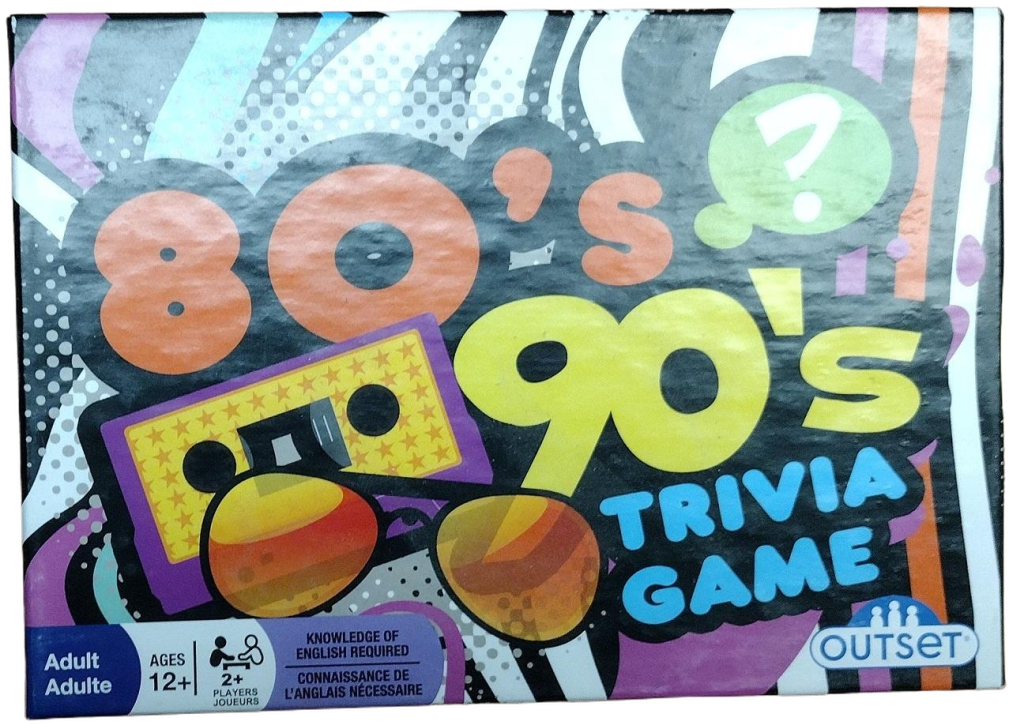 80's
?
90's
TRIVIA
GAME
Adult
Adulte
AGES
12+
2+
PLAYERS
JOUEURS
KNOWLEDGE OF
ENGLISH REQUIRED
CONNAISSANCE DE
L'ANGLAIS NÉCESSAIRE
OUTSET